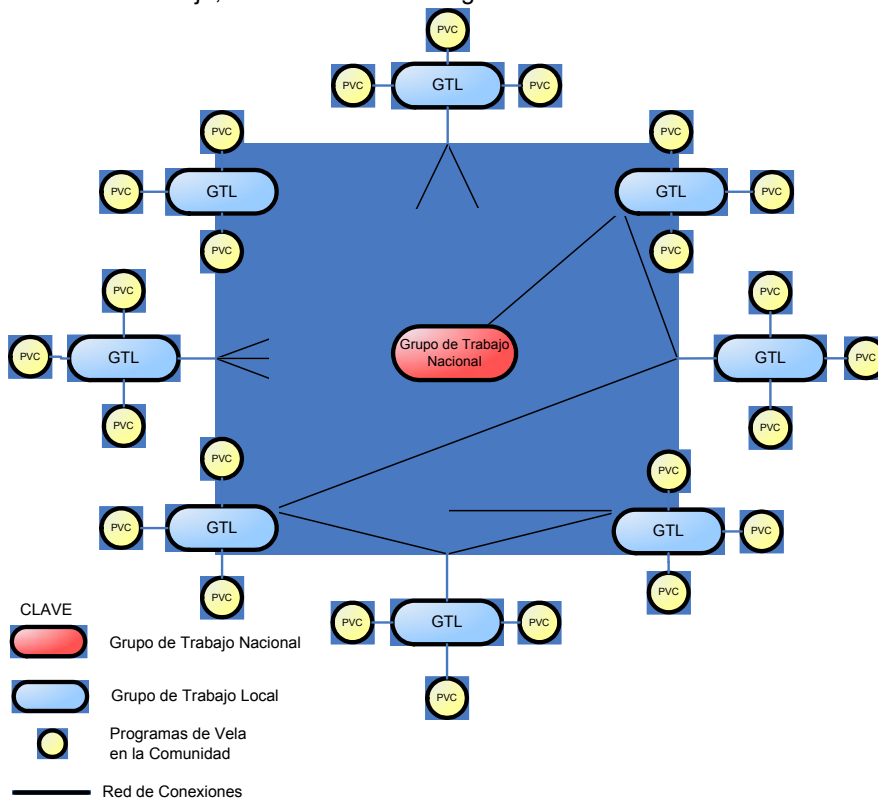 PVC
PVC GTL PVC
PVC PVC
PVC GTL GTL PVC
PVC PVC
PVC PVC
PVC GTL Grupo de Trabajo GTL PVC
Nacional
PVC PVC
PVC PVC
PVC GTL GTL PVC
PVC PVC
PVC GTL PVC
PVC
CLAVE
Grupo de Trabajo Nacional
Grupo de Trabajo Local
Programas de Vela
en la Comunidad
Red de Conexiones